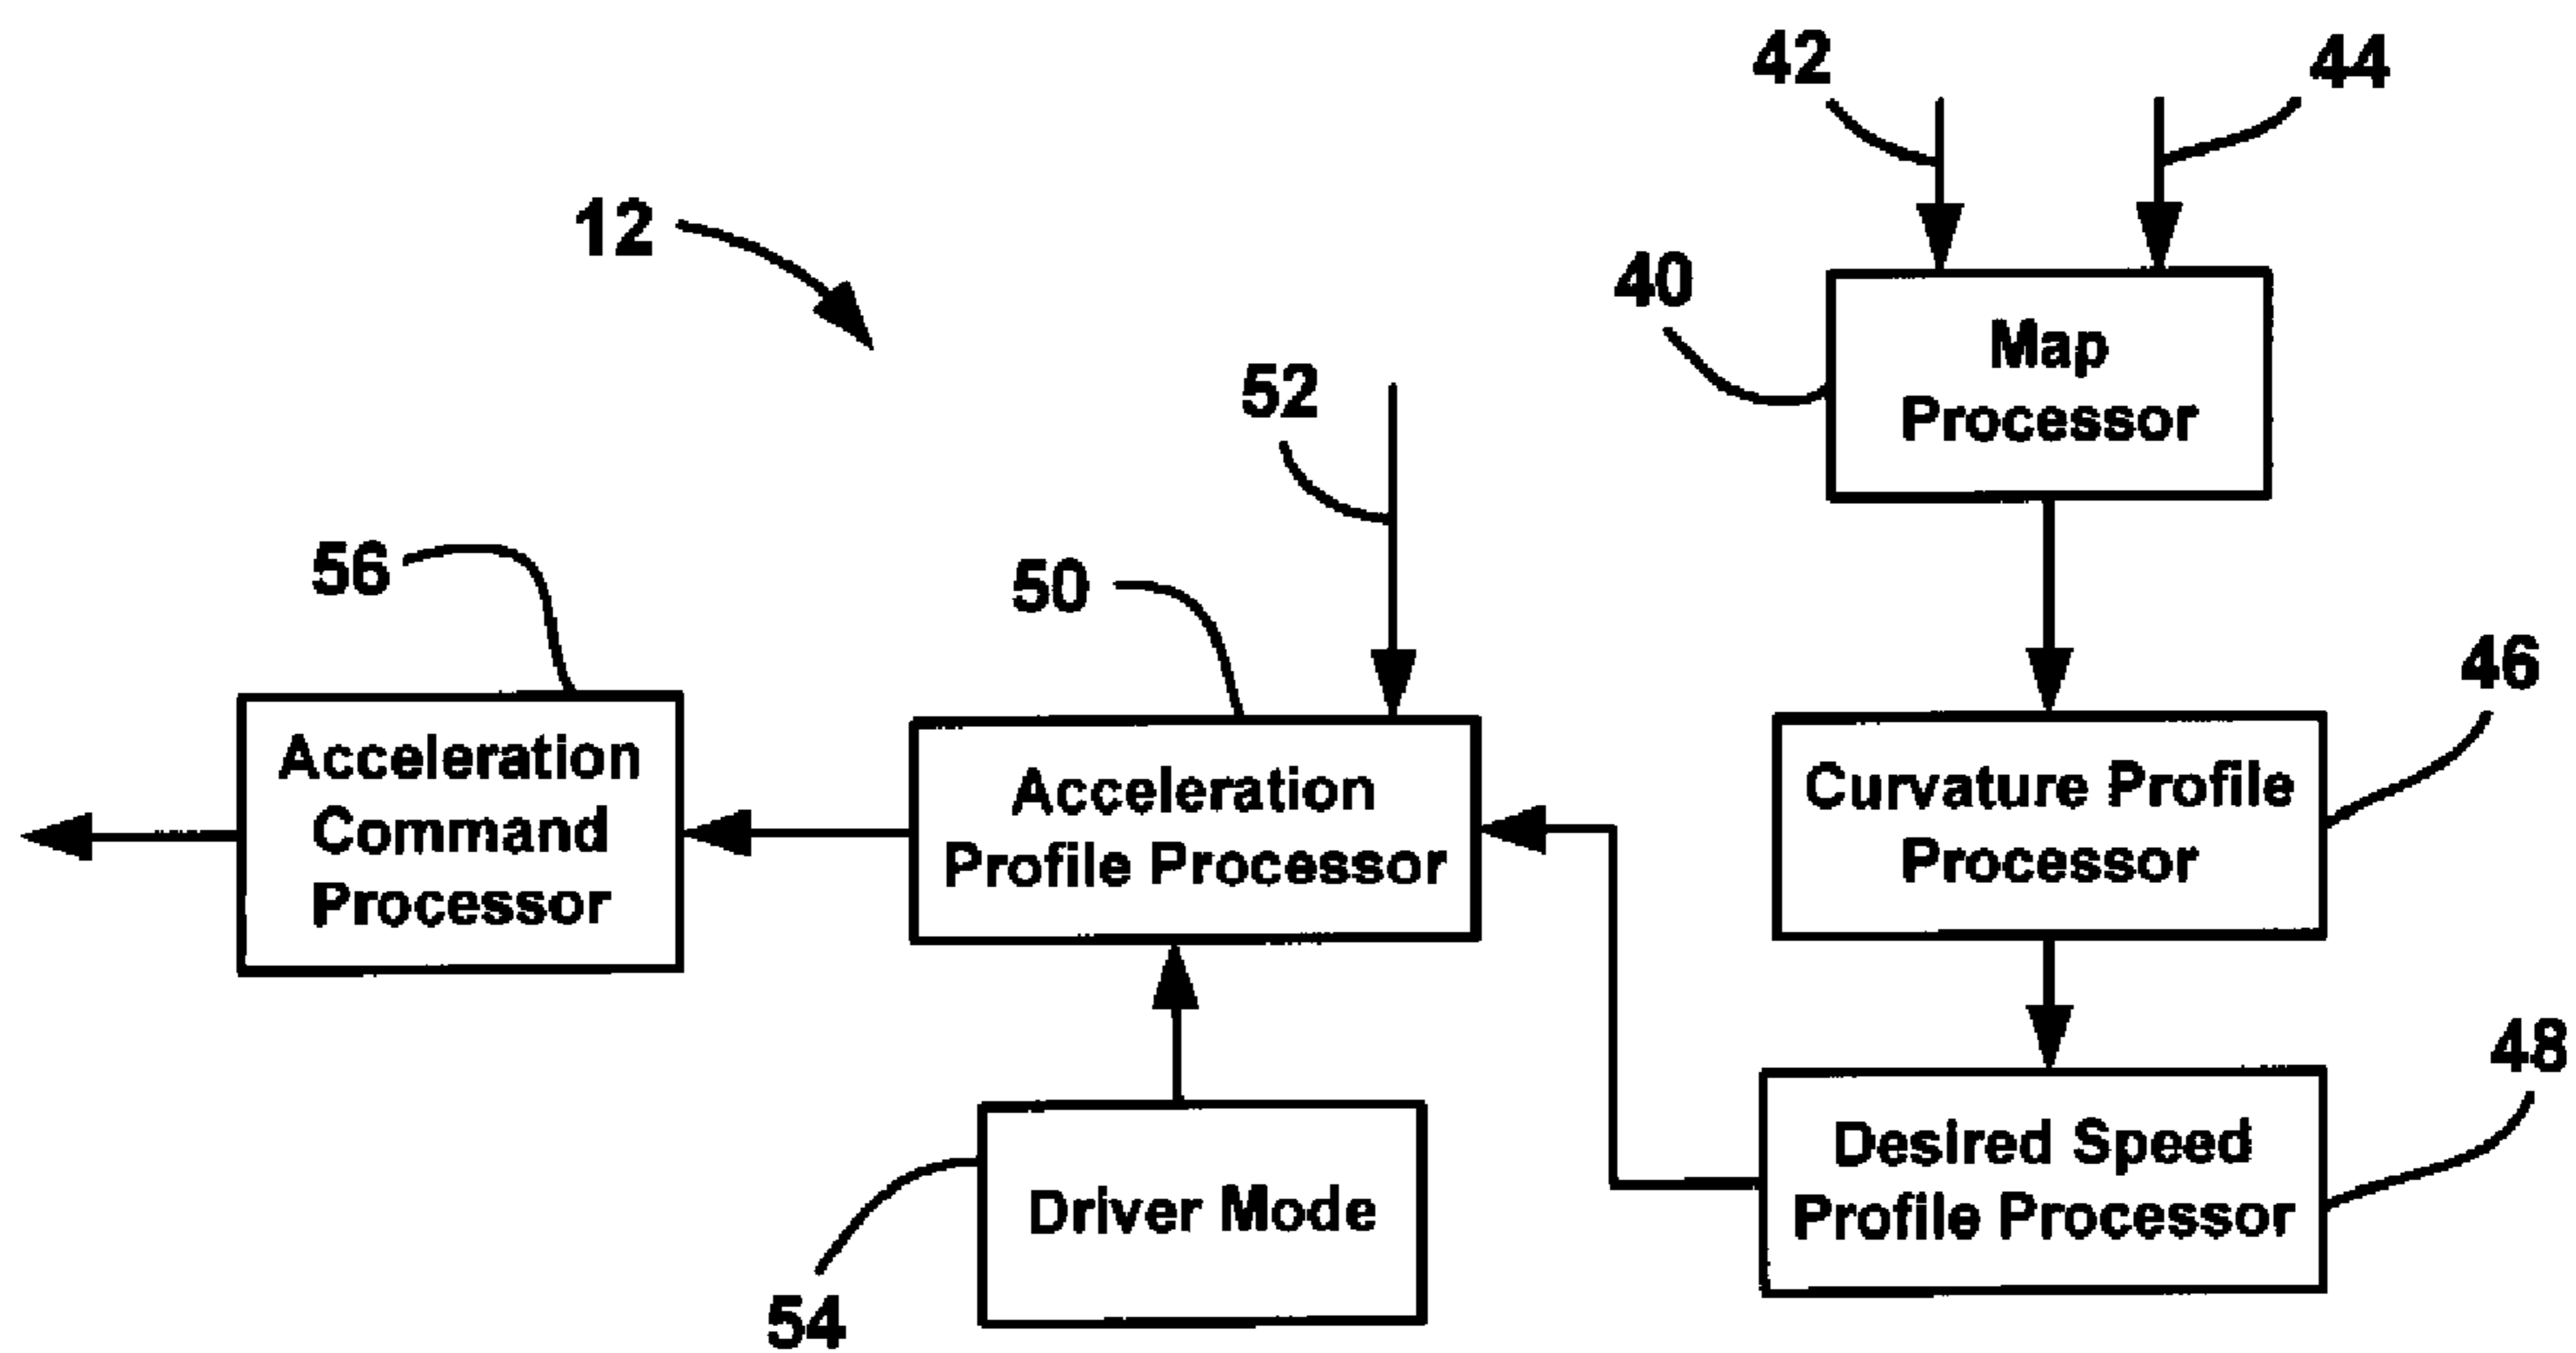 42
44
12
40
Map
Processor
52
56
50
46
Acceleration
Command
Processor
Acceleration
Profile Processor
Curvature Profile
Processor
48
Driver Mode
Desired Speed
Profile Processor
54